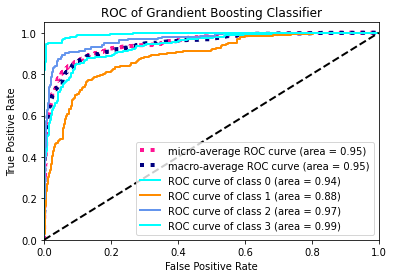 ROC of Grandient Boosting Classifier
True Positive Rate
1.0
0.8
0.6
0.4
0.2
0.0
micro-average ROC curve (area = 0.95)
macro-average ROC curve (area = 0.95)
ROC curve of class 0 (area = 0.94)
ROC curve of class 1 (area = 0.88)
ROC curve of class 2 (area = 0.97)
ROC curve of class 3 (area = 0.99)
0.0 0.2 0.4 0.6 0.8 1.0
False Positive Rate